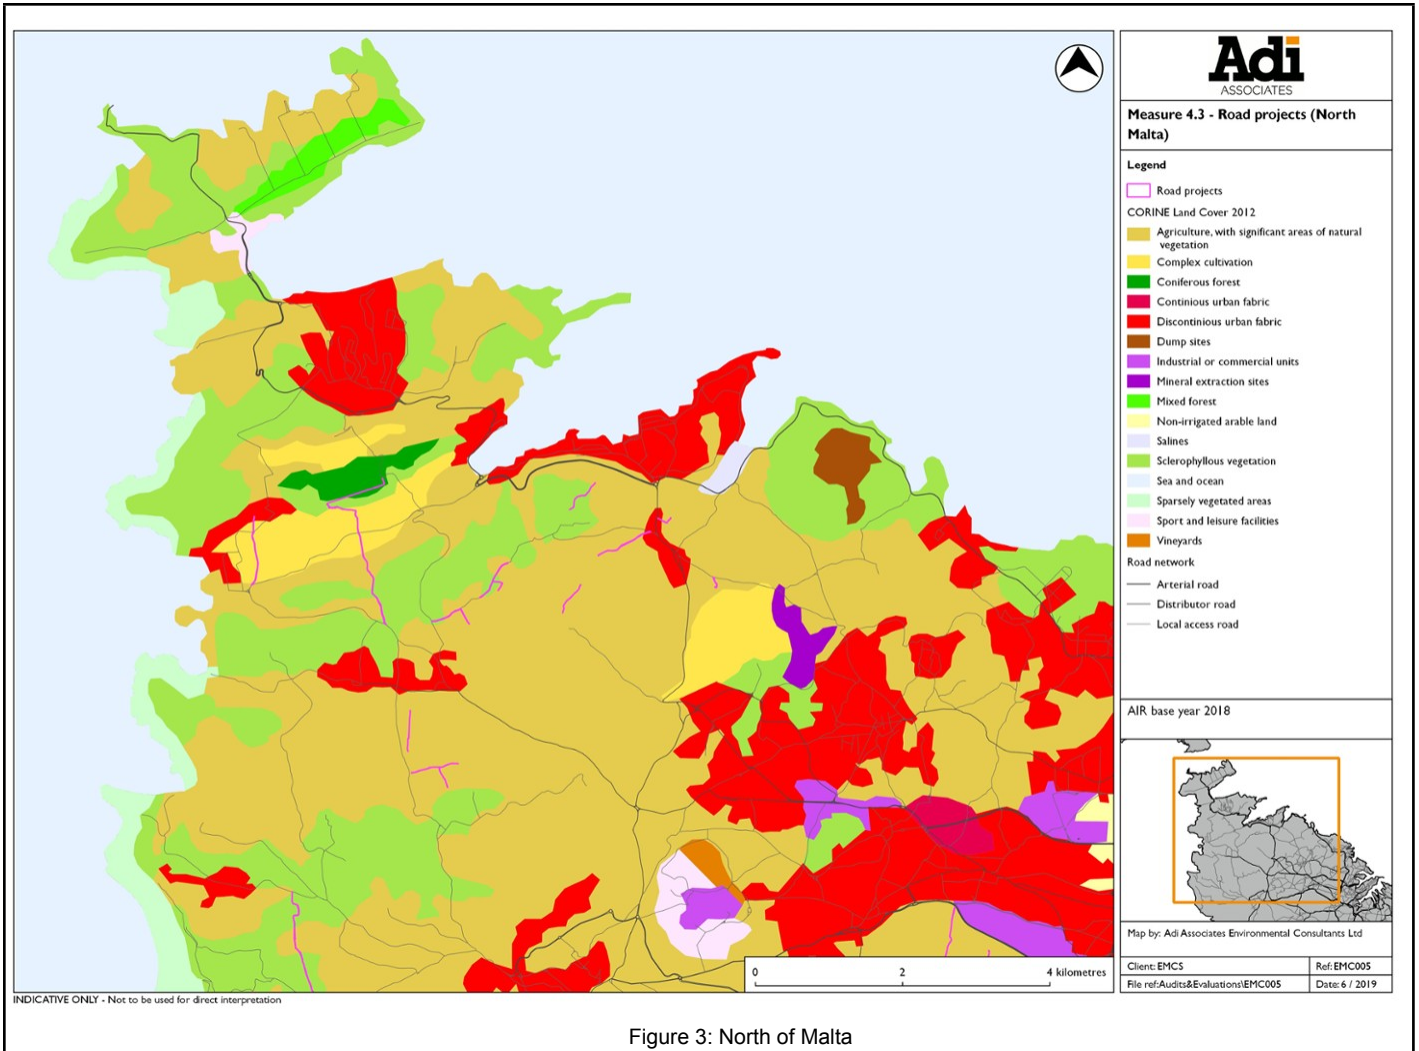 Adi
ASSOCIATES
Measure 4.3 - Road projects (North
Malta)
Legend
Road projects
CORINE Land Cover 2012
Agriculture, with significant areas of natural
vegetation
Complex cultivation
Coniferous forest
Continious urban fabric
Discontinious urban fabric
Dump sites
Industrial or commercial units
Mineral extraction sites
Mixed forest
Non-irrigated arable land
Salines
Sclerophyllous vegetation
Sea and ocean
Sparsely vegetated areas
Sport and leisure facilities
Vineyards
Road network
Arterial road
Distributor road
Local access road
AIR base year 2018
Map by: Adi Associates Environmental Consultants Ltd
Client: EMCS
Ref: EMC005
File ref:Audits&Evaluations\EMC005
Date: 6 / 2019
0 2 4 kilometres
INDICATIVE ONLY - Not to be used for direct interpretation
Figure 3: North of Malta